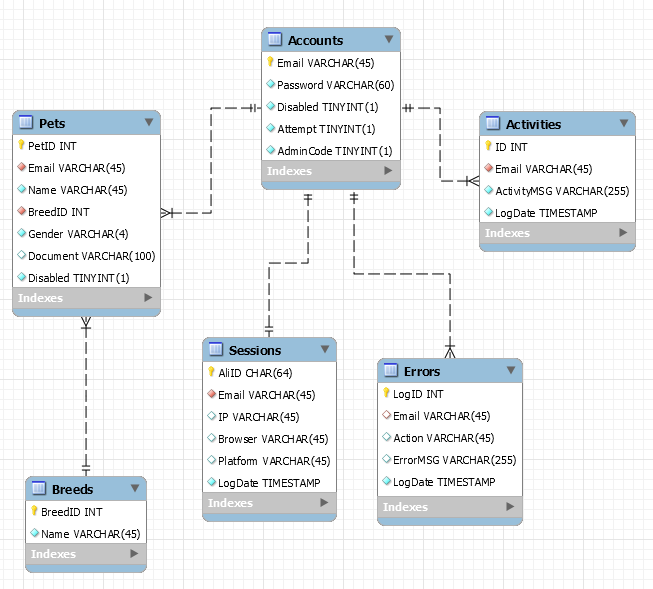 Accounts
Email VARCHAR(45)
Password VARCHAR(60)
Disabled TINYINT(1)
Attempt TINYINT(1)
AdminCode TINYINT(1)
Indexes
Pets
PetID INT
Email VARCHAR(45)
Name VARCHAR(45)
BreedID INT
Gender VARCHAR(4)
Document VARCHAR(100)
Disabled TINYINT(1)
Indexes
Activities
ID INT
Email VARCHAR(45)
ActivityMSG VARCHAR(255)
LogDate TIMESTAMP
Indexes
Sessions
AliID CHAR(64)
Email VARCHAR(45)
IP VARCHAR(45)
Browser VARCHAR(45)
Platform VARCHAR(45)
LogDate TIMESTAMP
Indexes
Errors
LogID INT
Email VARCHAR(45)
Action VARCHAR(45)
ErrorMSG VARCHAR(255)
LogDate TIMESTAMP
Indexes
Breeds
BreedID INT
Name VARCHAR(45)
Indexes